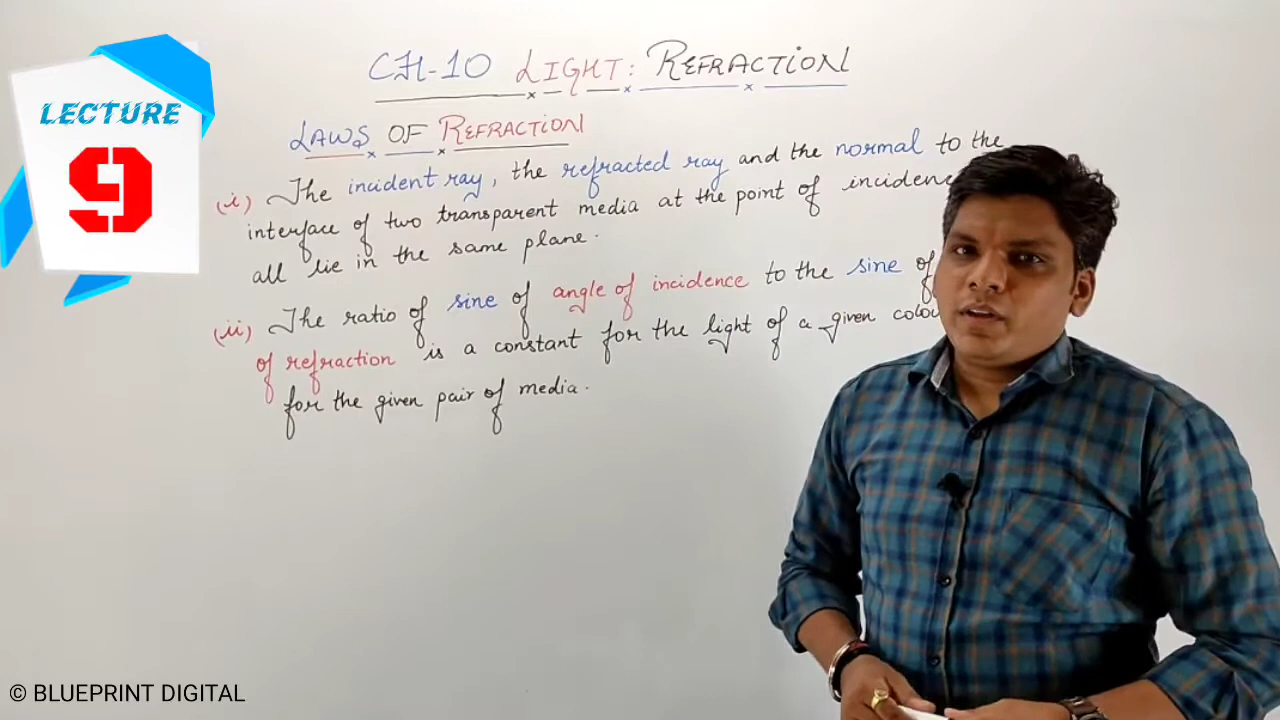 LECTURE
9
CH-10 LIGHT: REFRACTION
LAWS OF REFRACTION
(i) The incident ray, the refracted ray and the normal to the
interface of two transparent media at the point of
all lie in the same plane.
(ii) The ratio of sine of angle of incidence to the sine of
of refraction is a constant for the light of a given
for the given pair of media.
© BLUEPRINT DIGITAL